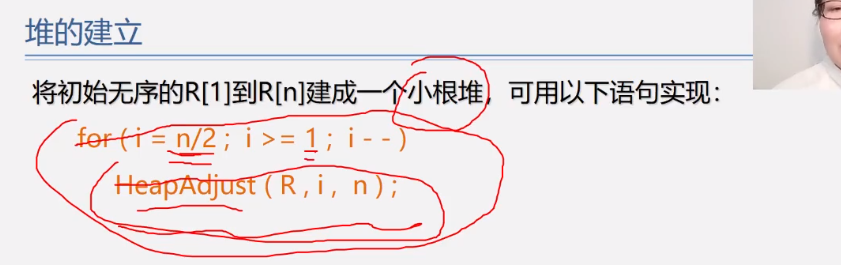 堆的建立
将初始无序的R[1]到R[n]建成一个小根堆，可用以下语句实现：
for ( i = n/2 ; i >= 1 ; i - - )
HeapAdjust ( R , i , n ) ;